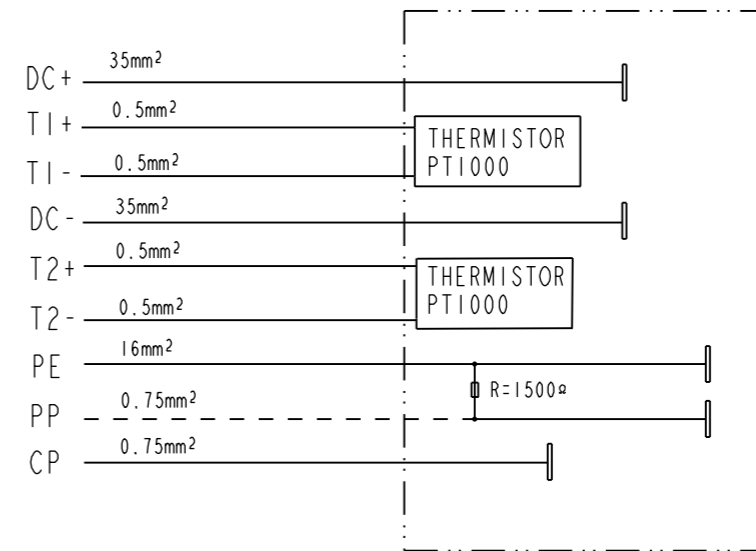 DC+ 35mm²
T1+ 0.5mm²
THERMISTOR
PT1000
T1- 0.5mm²
DC- 35mm²
T2+ 0.5mm²
THERMISTOR
PT1000
T2- 0.5mm²
PE 16mm²
R=1500Ω
PP 0.75mm²
CP 0.75mm²